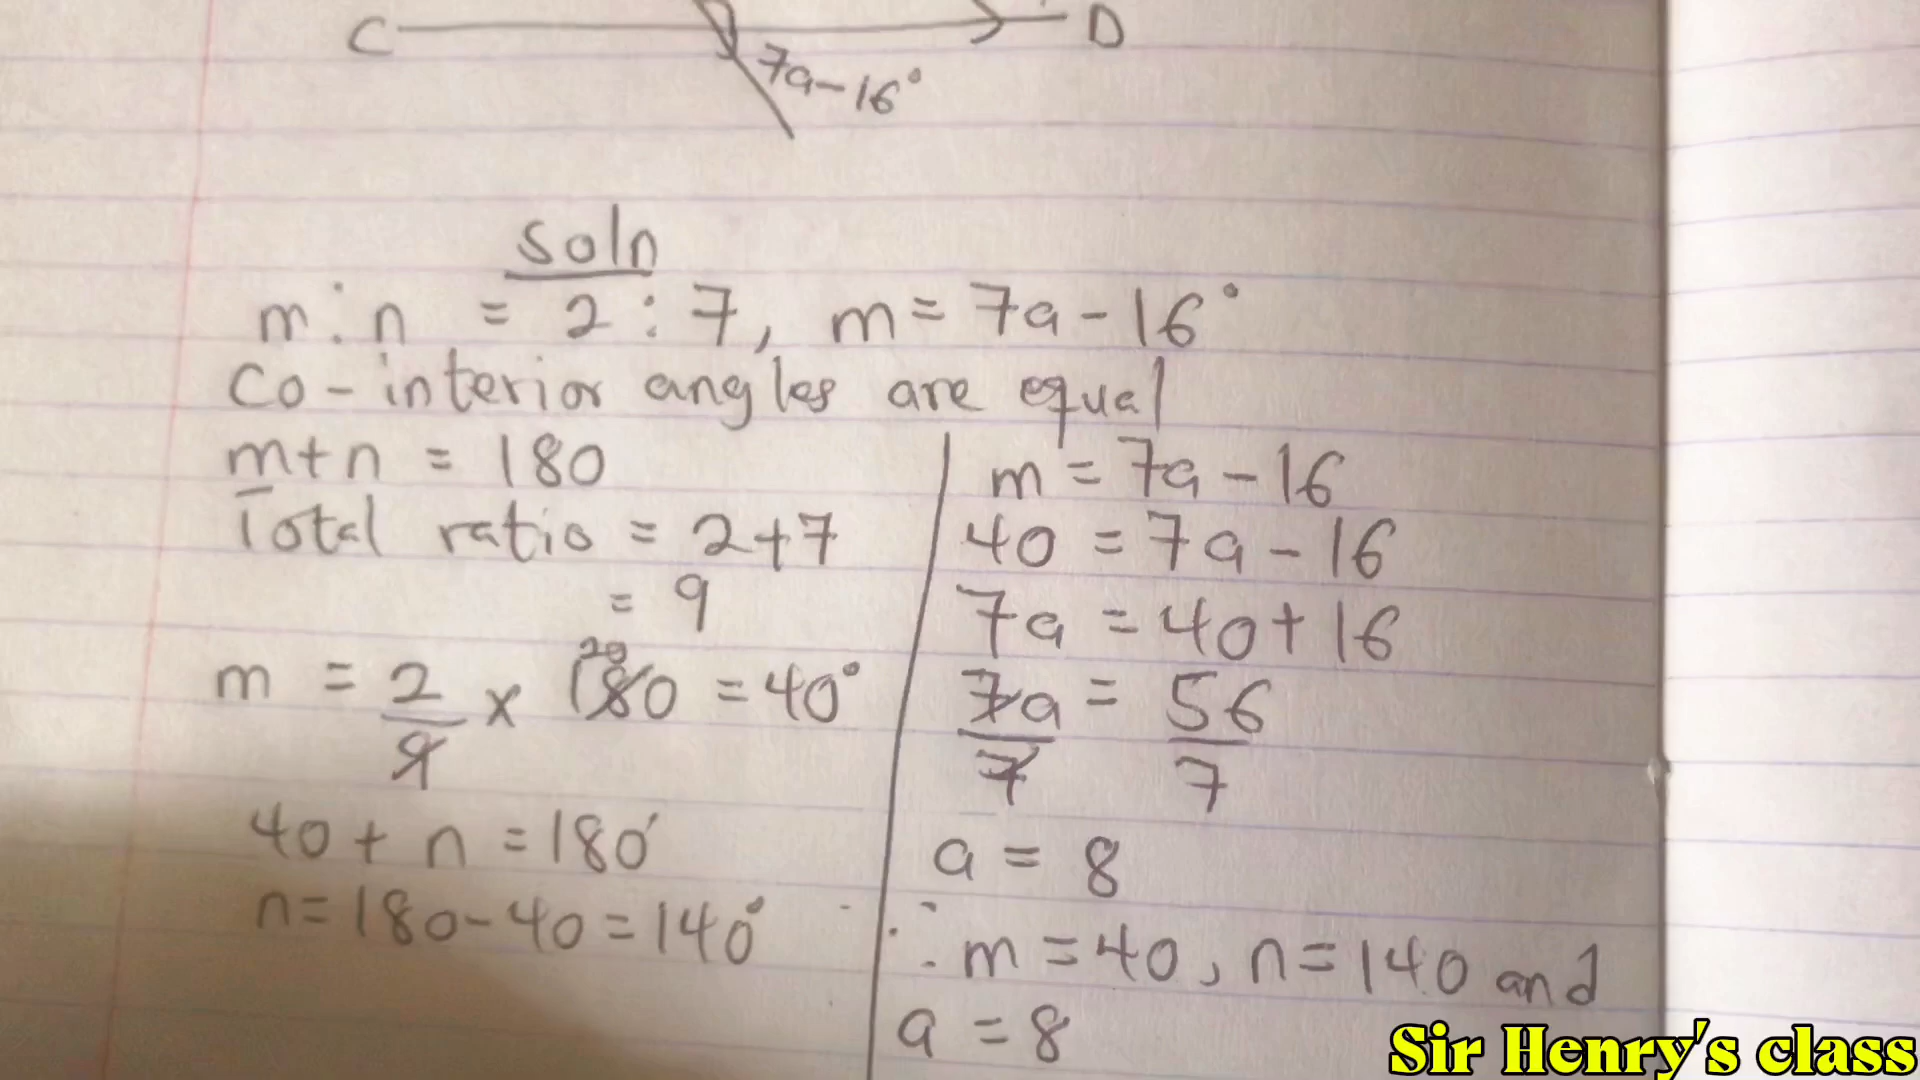 C D
7a-16°
soln
m:n = 2:7, m = 7a - 16°
Co-interior angles are equal
m+n = 180
Total ratio = 2+7
= 9
m = 2/9 x 180 = 40°
20
40 + n = 180°
n = 180-40 = 140°
m = 7a - 16
40 = 7a - 16
7a = 40 + 16
7a/7 = 56/7
a = 8
∴ m = 40, n = 140 and
a = 8
Sir Henry's class